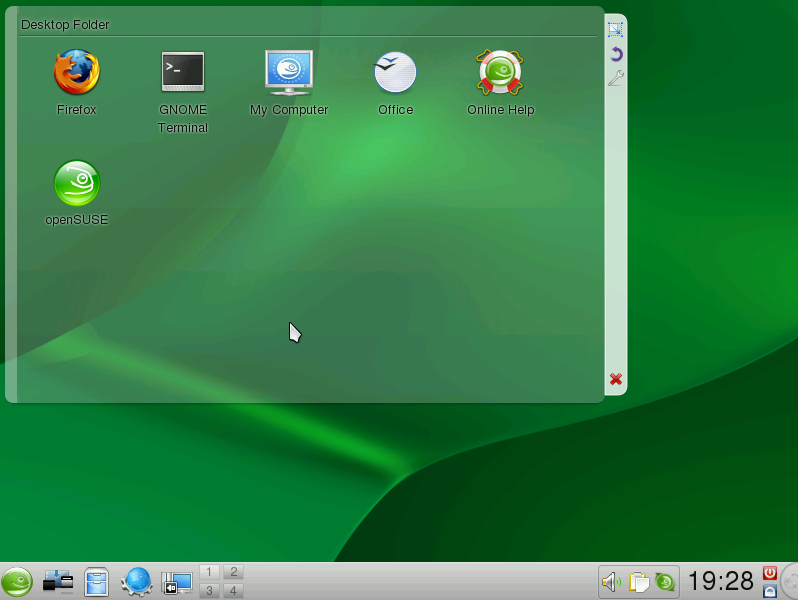 Desktop Folder
Firefox
GNOME
Terminal
My Computer
Office
Online Help
openSUSE
1 2
3 4
19:28